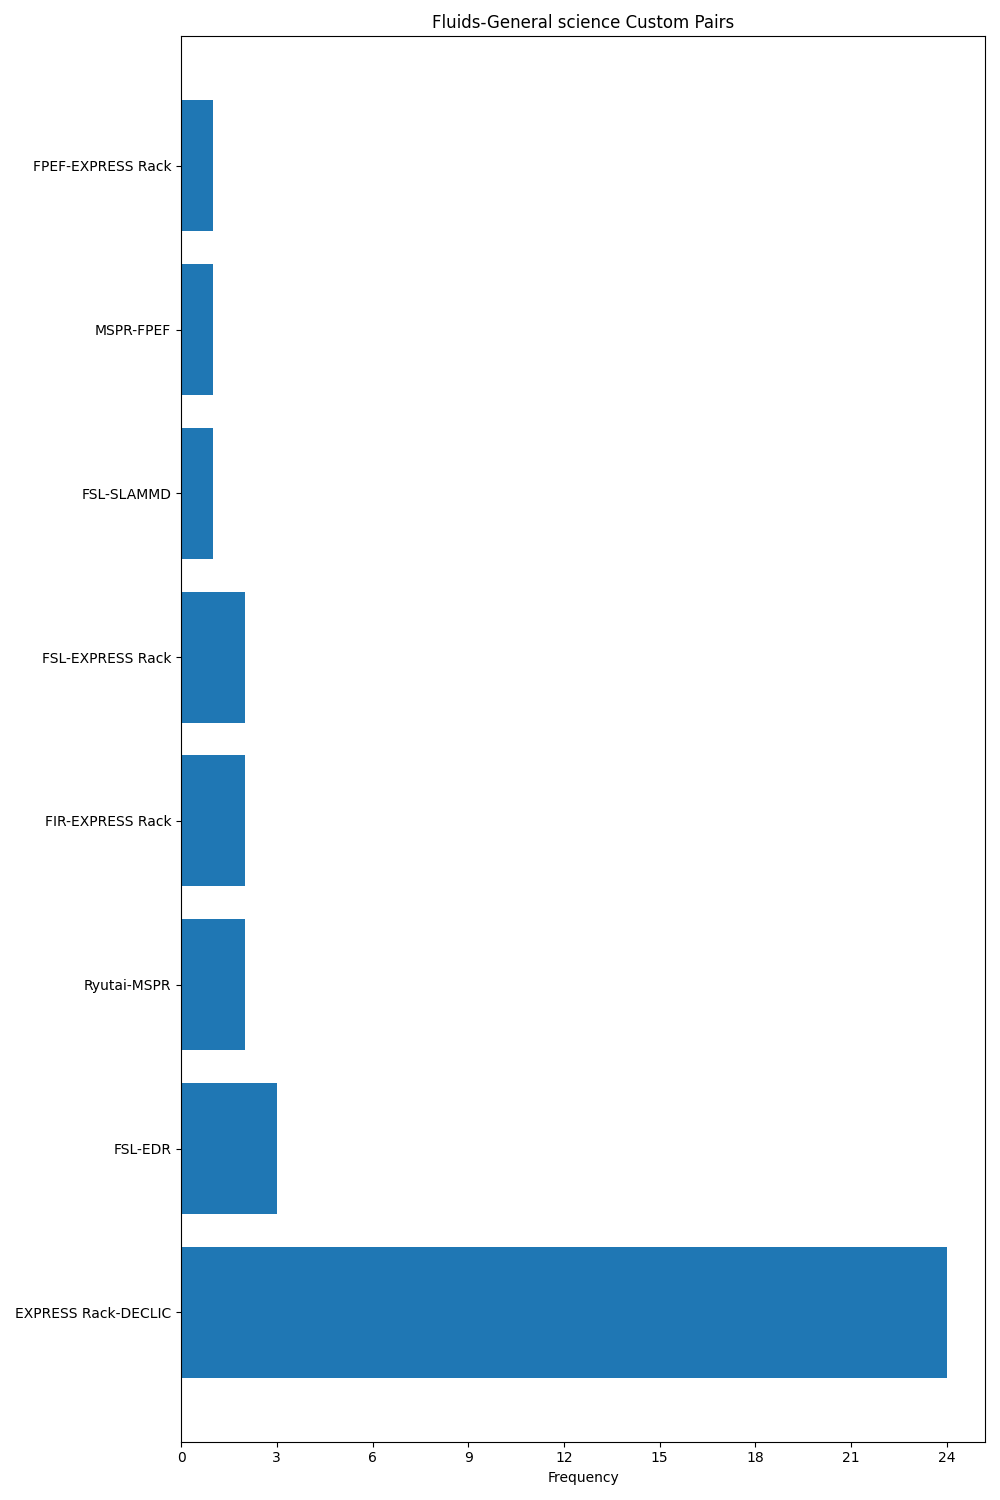 Fluids-General science Custom Pairs
FPEF-EXPRESS Rack
MSPR-FPEF
FSL-SLAMMD
FSL-EXPRESS Rack
FIR-EXPRESS Rack
Ryutai-MSPR
FSL-EDR
EXPRESS Rack-DECLIC
0 3 6 9 12 15 18 21 24
Frequency